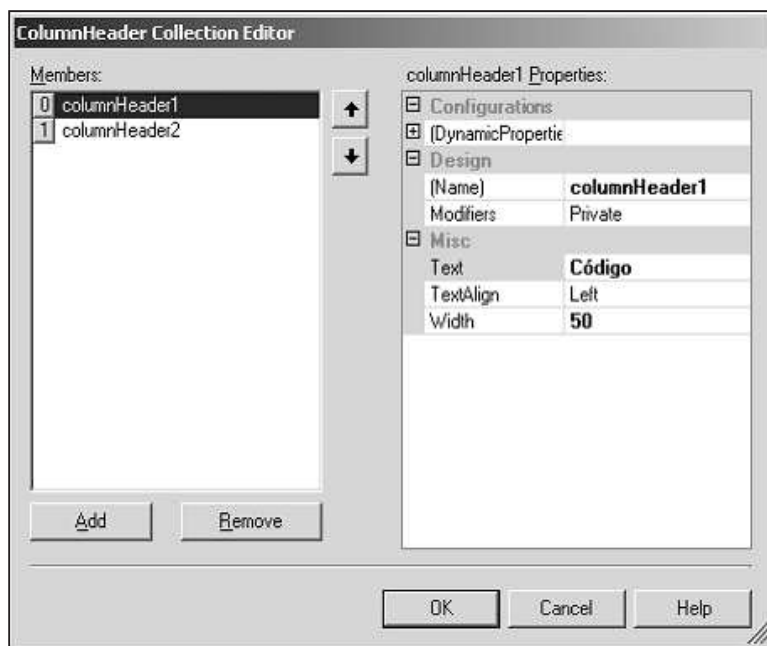 ColumnHeader Collection Editor
Members:
0 columnHeader1
1 columnHeader2
Add Remove
columnHeader1 Properties:
Configurations
(DynamicPropertie
Design
(Name) columnHeader1
Modifiers Private
Misc
Text Código
TextAlign Left
Width 50
OK Cancel Help